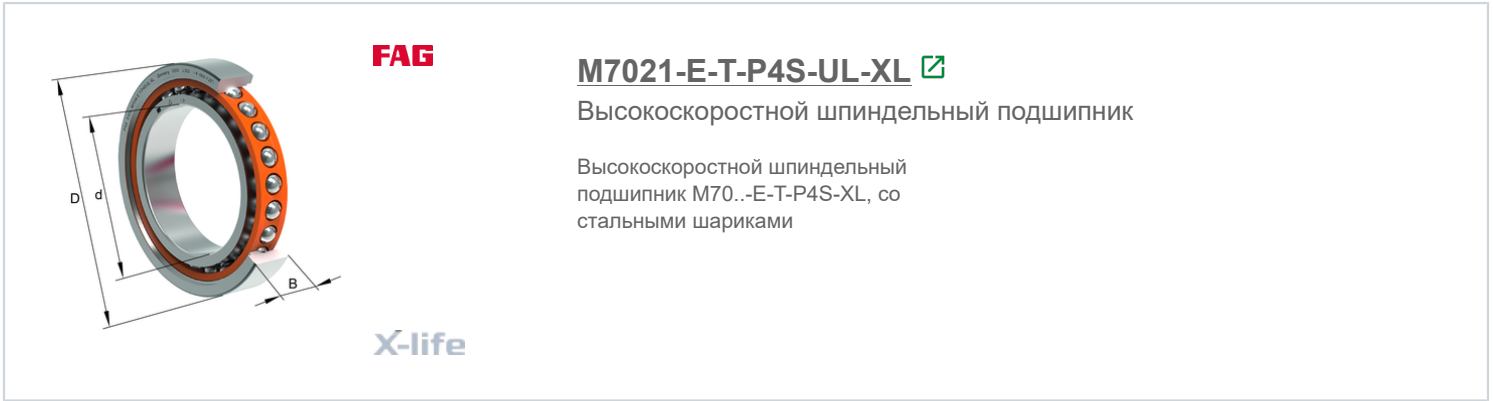 FAG
M7021-E-T-P4S-UL-XL
Высокоскоростной шпиндельный подшипник
Высокоскоростной шпиндельный
подшипник M70..-E-T-P4S-XL, со
стальными шариками
D
d
B
X-life